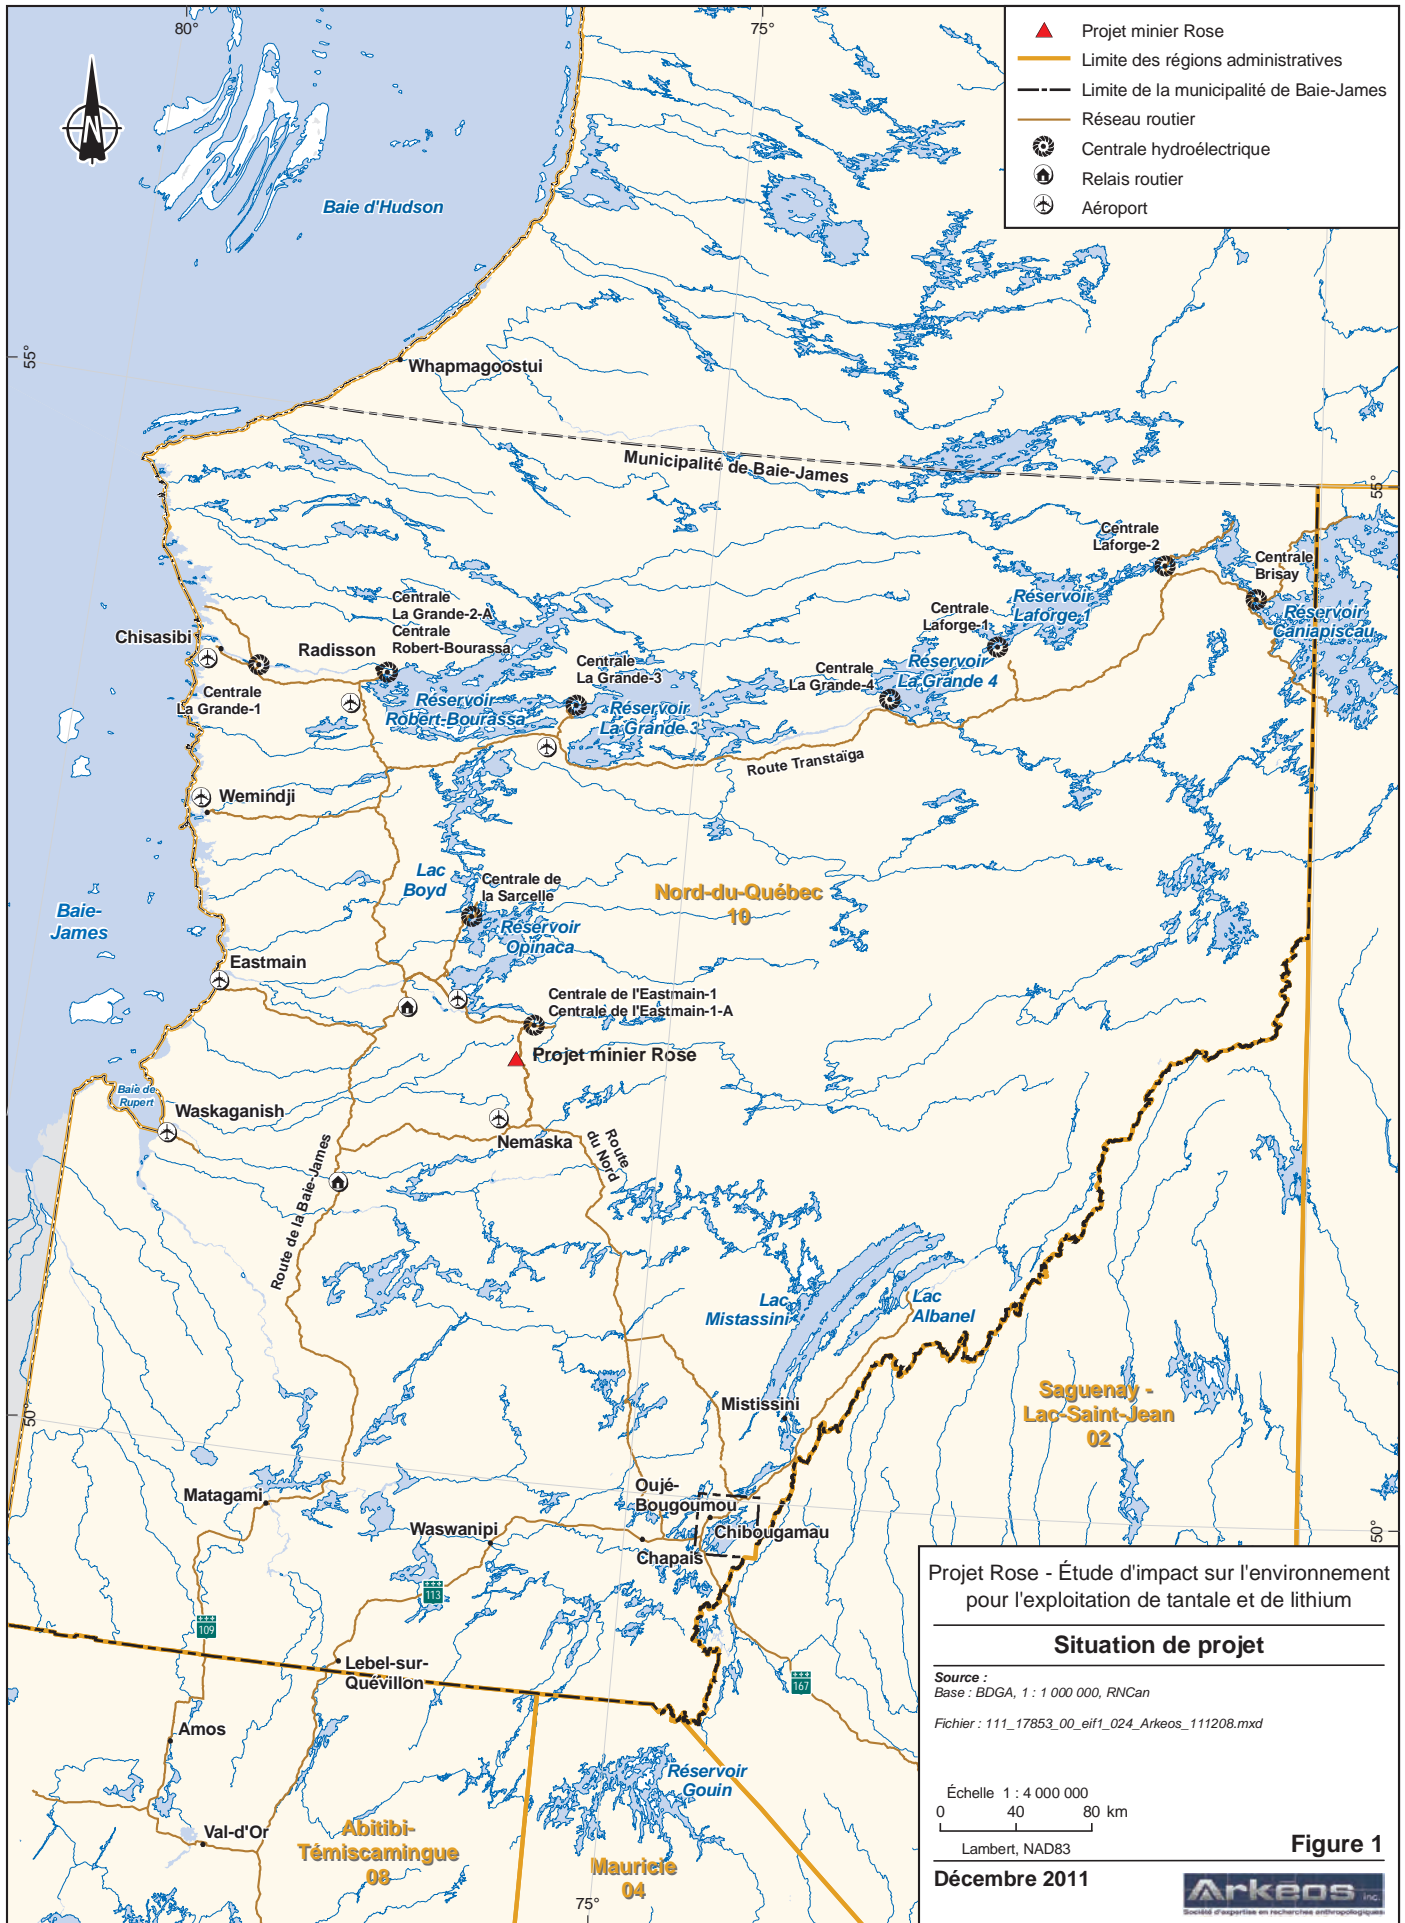 80°
75°
Projet minier Rose
Limite des régions administratives
Limite de la municipalité de Baie-James
Réseau routier
Centrale hydroélectrique
Relais routier
Aéroport
N
Baie d'Hudson
55°
Whapmagoostui
Municipalité de Baie-James
55°
Centrale
Laforge-2
Centrale
Brisay
Réservoir
Caniapiscau
Réservoir
Laforge 1
Centrale
Laforge-1
Centrale
La Grande-2-A
Centrale
Robert-Bourassa
Chisasibi
Radisson
Centrale
La Grande-1
Réservoir
Robert-Bourassa
Centrale
La Grande-3
Réservoir
La Grande 3
Centrale
La Grande-4
Réservoir
La Grande 4
Route Transtaïga
Wemindji
Lac
Boyd
Centrale de
la Sarcelle
Réservoir
Opinaca
Nord-du-Québec
10
Baie-
James
Eastmain
Centrale de l'Eastmain-1
Centrale de l'Eastmain-1-A
Projet minier Rose
Baie de
Rupert
Waskaganish
Nemaska
Route
du Nord
Route de la Baie-James
Lac
Mistassini
Lac
Albanel
Mistissini
Saguenay -
Lac-Saint-Jean
02
50°
Matagami
Waswanipi
Oujé-
Bougoumou
Chibougamau
Chapais
50°
113
109
167
Lebel-sur-
Quévillon
Amos
Val-d'Or
Abitibi-
Témiscamingue
08
Mauricie
04
Réservoir
Gouin
75°
Projet Rose - Étude d'impact sur l'environnement
pour l'exploitation de tantale et de lithium
Situation de projet
Source :
Base : BDGA, 1 : 1 000 000, RNCan
Fichier : 111_17853_00_eif1_024_Arkeos_111208.mxd
Échelle 1 : 4 000 000
0 40 80 km
Lambert, NAD83
Figure 1
Décembre 2011
Arkéos inc.
Société d'expertise en recherches anthropologiques